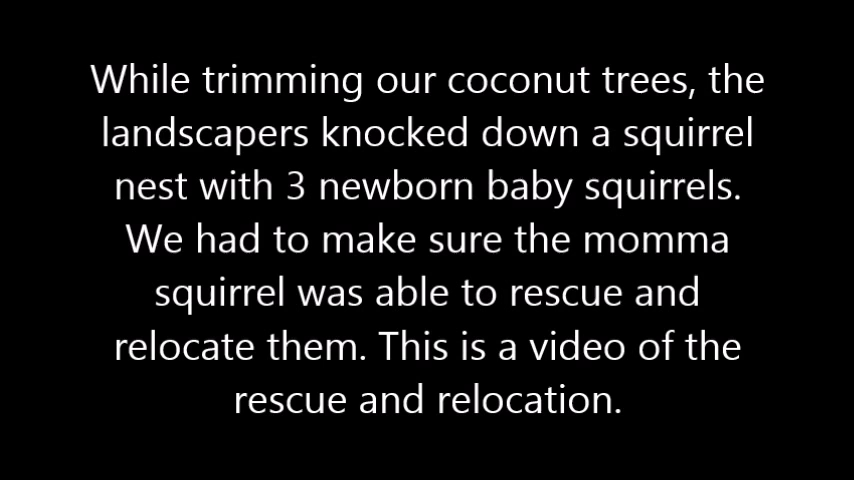 While trimming our coconut trees, the
landscapers knocked down a squirrel
nest with 3 newborn baby squirrels.
We had to make sure the momma
squirrel was able to rescue and
relocate them. This is a video of the
rescue and relocation.